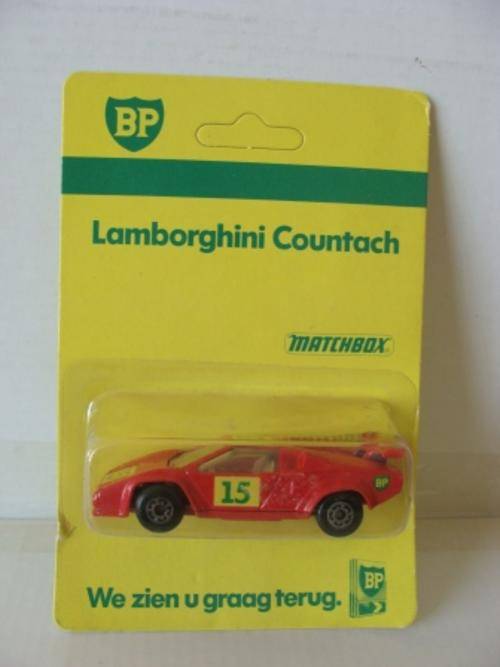 BP
Lamborghini Countach
MATCHBOX
15
BP
We zien u graag terug.
BP